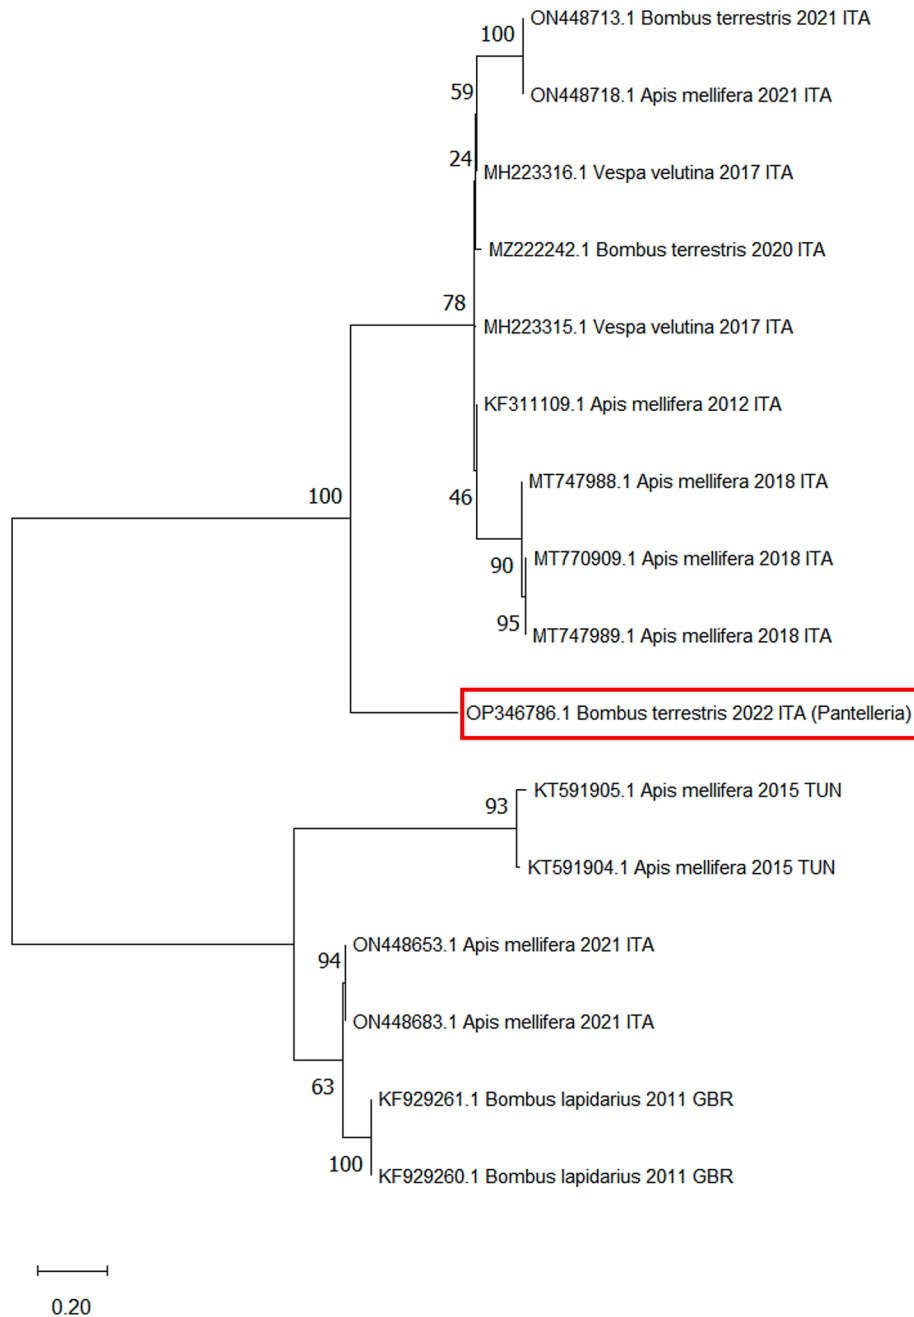 ON448713.1 Bombus terrestris 2021 ITA
100
59
ON448718.1 Apis mellifera 2021 ITA
24
MH223316.1 Vespa velutina 2017 ITA
MZ222242.1 Bombus terrestris 2020 ITA
78
MH223315.1 Vespa velutina 2017 ITA
KF311109.1 Apis mellifera 2012 ITA
100
46
MT747988.1 Apis mellifera 2018 ITA
90
MT770909.1 Apis mellifera 2018 ITA
95
MT747989.1 Apis mellifera 2018 ITA
OP346786.1 Bombus terrestris 2022 ITA (Pantelleria)
93
KT591905.1 Apis mellifera 2015 TUN
KT591904.1 Apis mellifera 2015 TUN
94
ON448653.1 Apis mellifera 2021 ITA
ON448683.1 Apis mellifera 2021 ITA
63
KF929261.1 Bombus lapidarius 2011 GBR
100
KF929260.1 Bombus lapidarius 2011 GBR
0.20